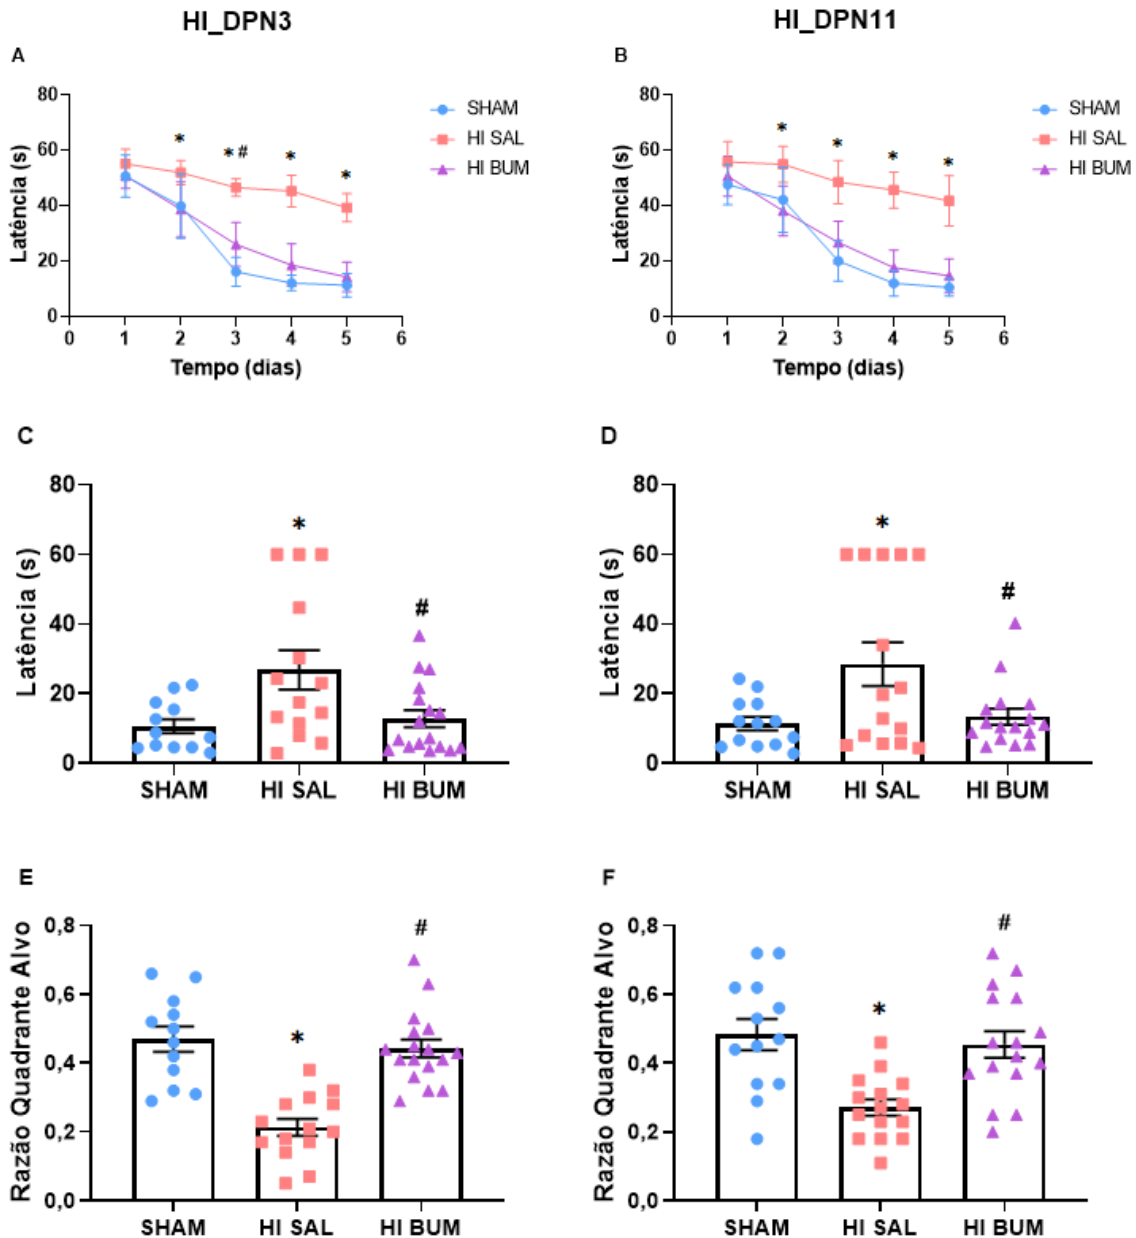 HI_DPN3
HI_DPN11
A
B
80
60
40
20
0
Latência (s)
* *# * *
SHAM
HI SAL
HI BUM
0 1 2 3 4 5 6
Tempo (dias)
80
60
40
20
0
Latência (s)
* * * *
SHAM
HI SAL
HI BUM
0 1 2 3 4 5 6
Tempo (dias)
C
D
80
60
40
20
0
Latência (s)
*
#
SHAM HI SAL HI BUM
80
60
40
20
0
Latência (s)
*
#
SHAM HI SAL HI BUM
E
F
0,8
0,6
0,4
0,2
0,0
Razão Quadrante Alvo
*
#
SHAM HI SAL HI BUM
0,8
0,6
0,4
0,2
0,0
Razão Quadrante Alvo
*
#
SHAM HI SAL HI BUM